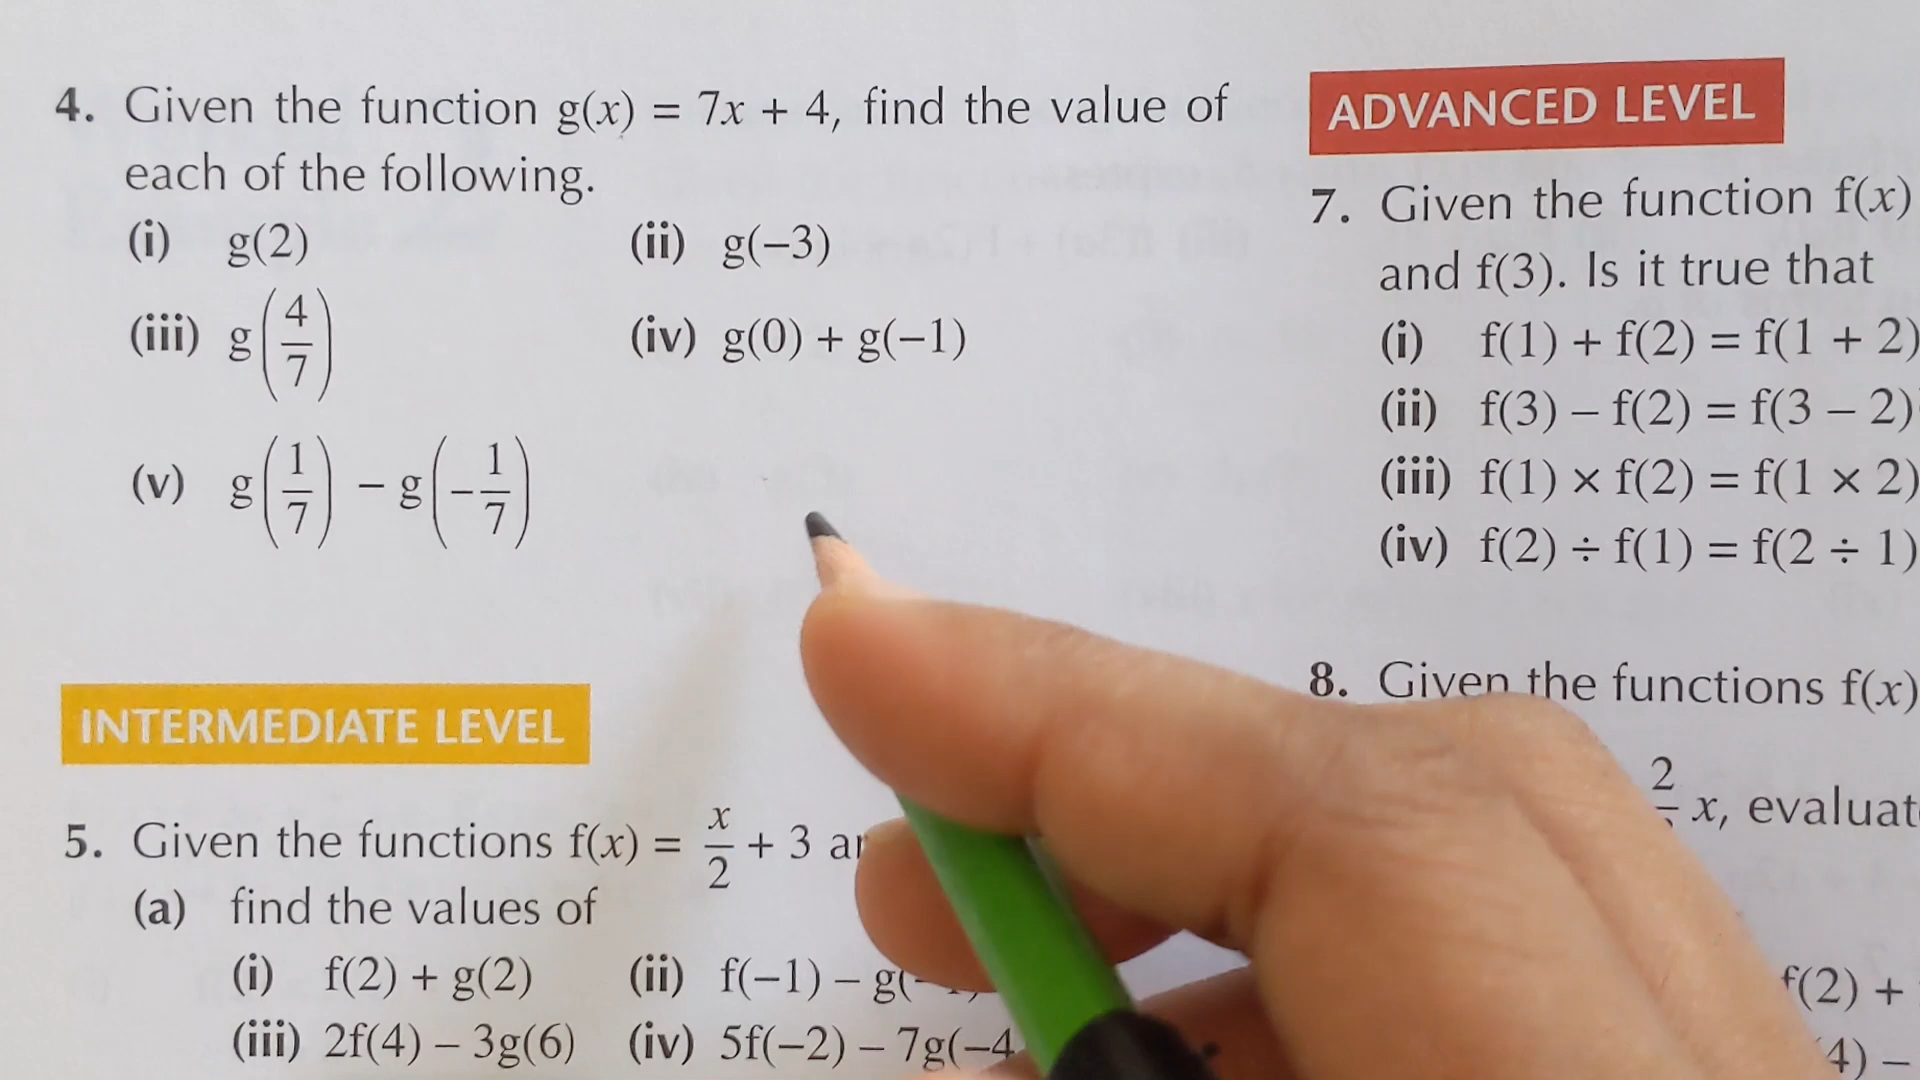 4. Given the function g(x) = 7x + 4, find the value of
each of the following.
(i) g(2) (ii) g(−3)
(iii) g(4/7) (iv) g(0) + g(−1)
(v) g(1/7) − g(−1/7)
INTERMEDIATE LEVEL
5. Given the functions f(x) = x/2 + 3
(a) find the values of
(i) f(2) + g(2) (ii) f(−1) − g(
(iii) 2f(4) − 3g(6) (iv) 5f(−2) − 7g(−4
ADVANCED LEVEL
7. Given the function f(x)
and f(3). Is it true that
(i) f(1) + f(2) = f(1 + 2)
(ii) f(3) − f(2) = f(3 − 2)
(iii) f(1) × f(2) = f(1 × 2)
(iv) f(2) ÷ f(1) = f(2 ÷ 1)
8. Given the functions f(x)
x, evaluat
f(2) +
4) −